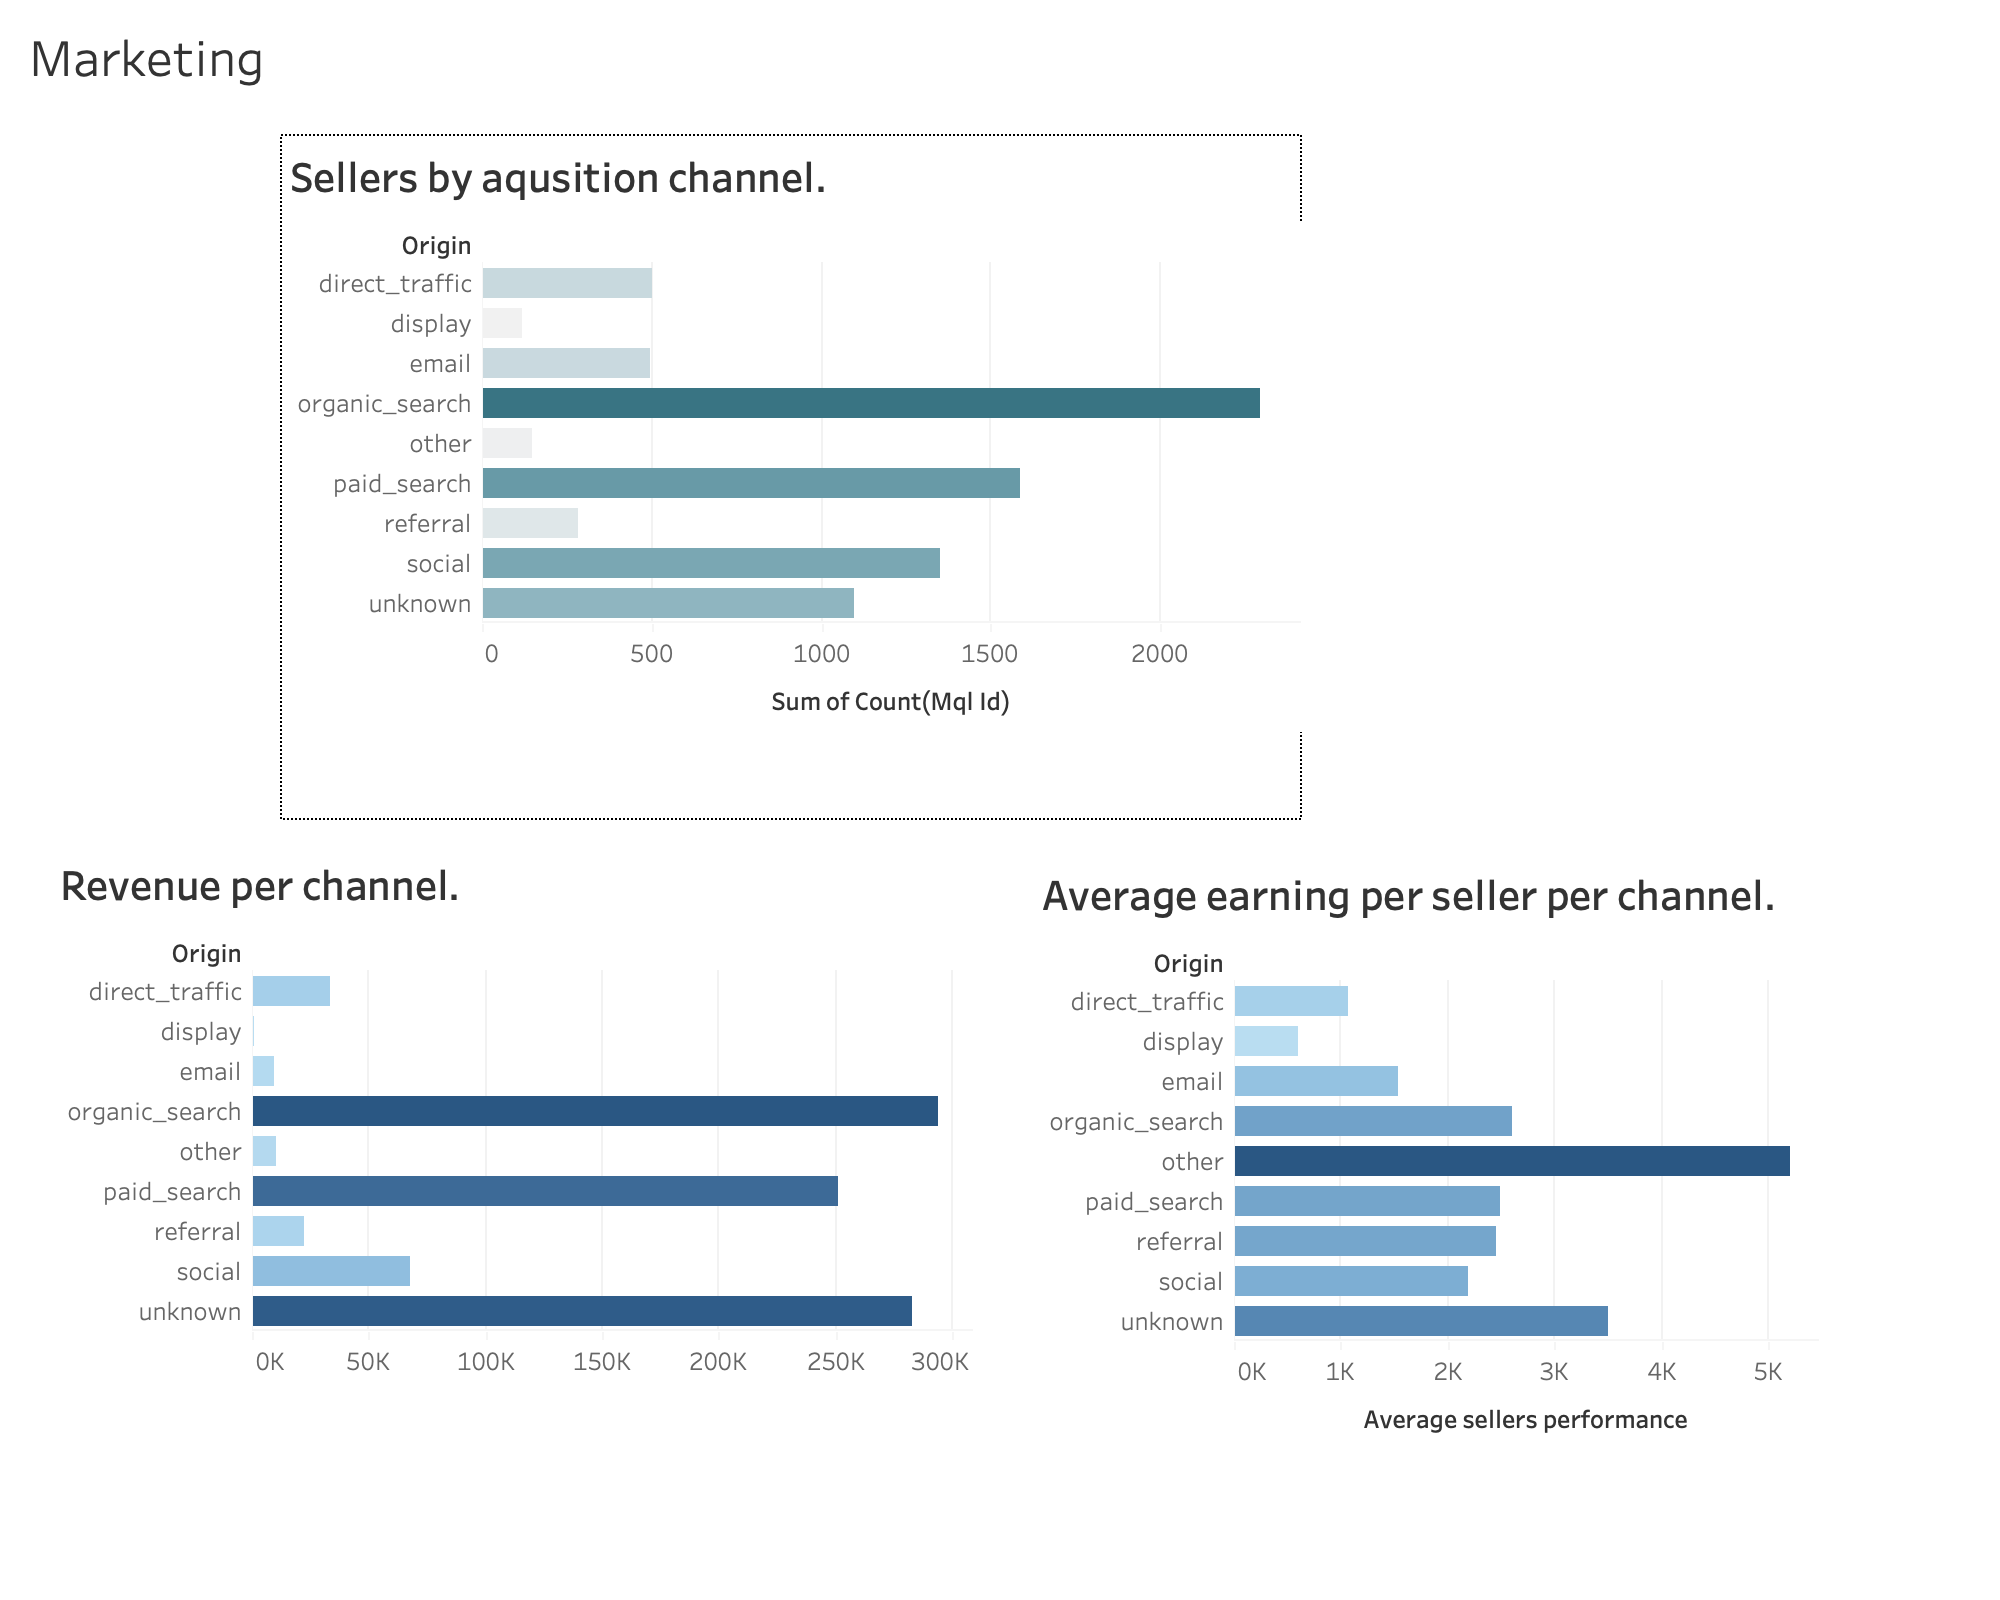 Marketing
Sellers by aqusition channel.
Origin
direct_traffic
display
email
organic_search
other
paid_search
referral
social
unknown
0 500 1000 1500 2000
Sum of Count(Mql Id)
Revenue per channel.
Origin
direct_traffic
display
email
organic_search
other
paid_search
referral
social
unknown
0K 50K 100K 150K 200K 250K 300K
Average earning per seller per channel.
Origin
direct_traffic
display
email
organic_search
other
paid_search
referral
social
unknown
0K 1K 2K 3K 4K 5K
Average sellers performance